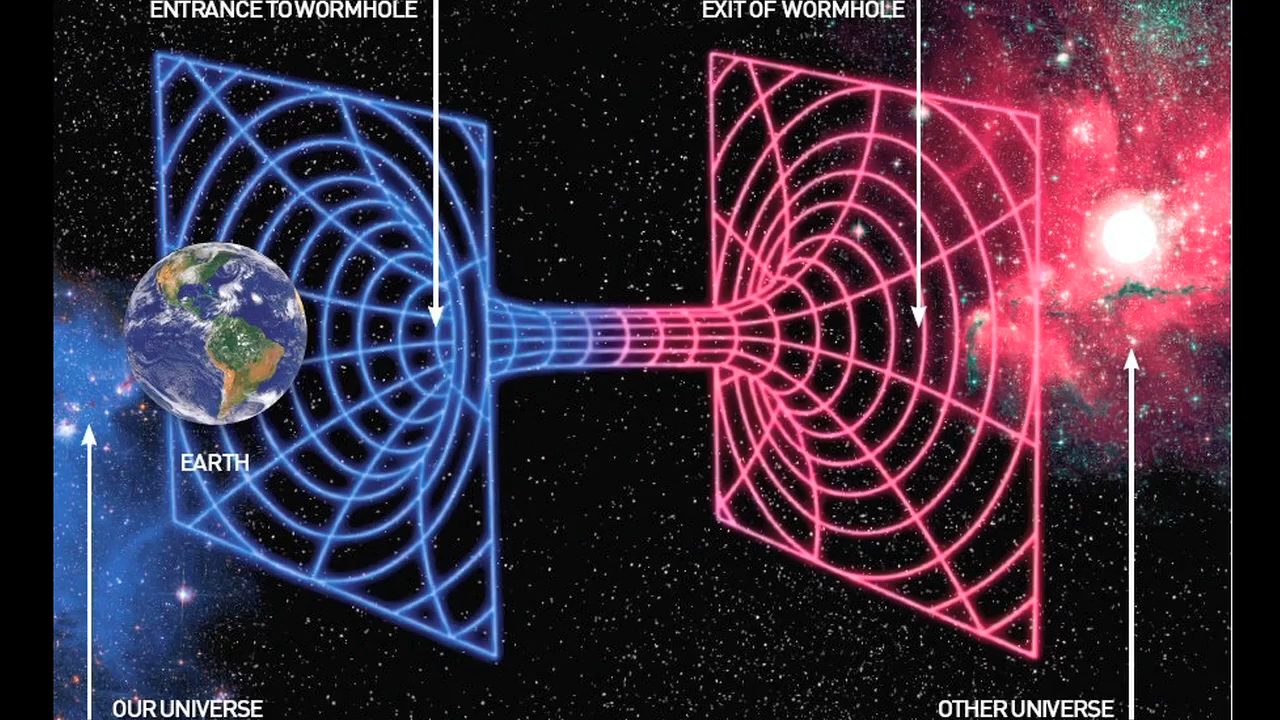 ENTRANCE TO WORMHOLE
EXIT OF WORMHOLE
EARTH
OUR UNIVERSE
OTHER UNIVERSE